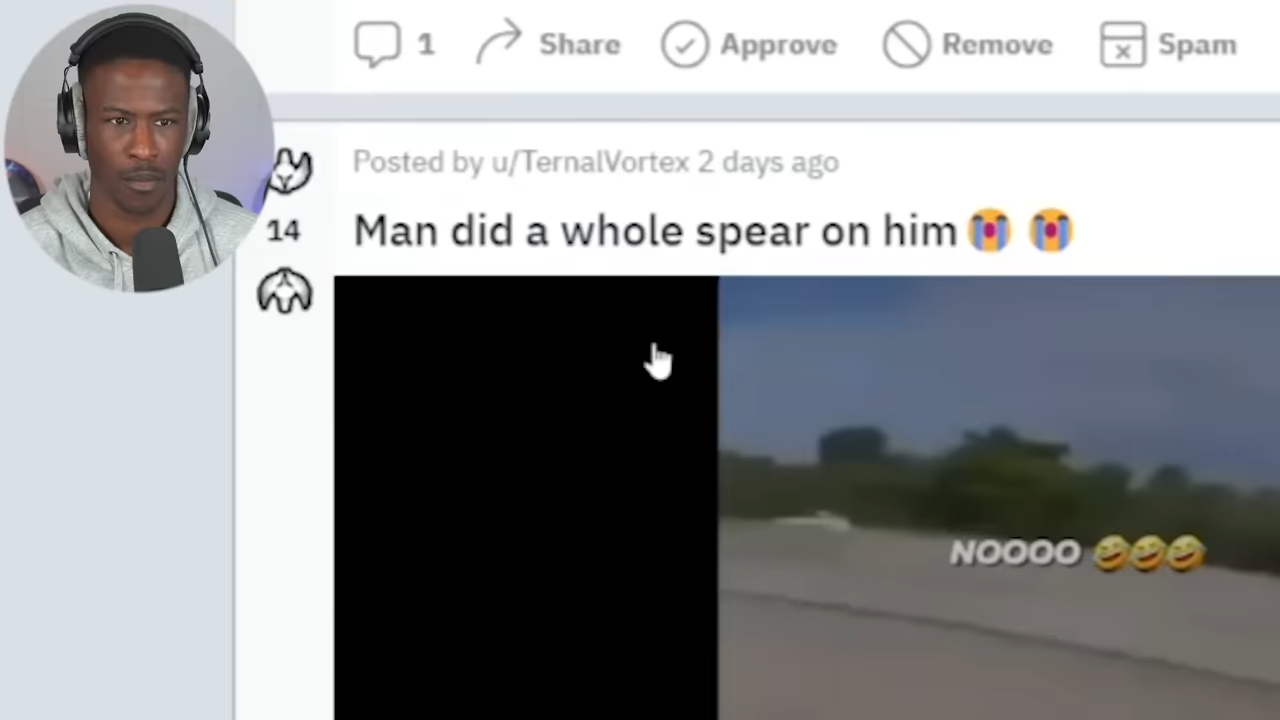 1 Share Approve Remove Spam
Posted by u/TernalVortex 2 days ago
14
Man did a whole spear on him 😭 😭
NOOOO 🤣🤣🤣